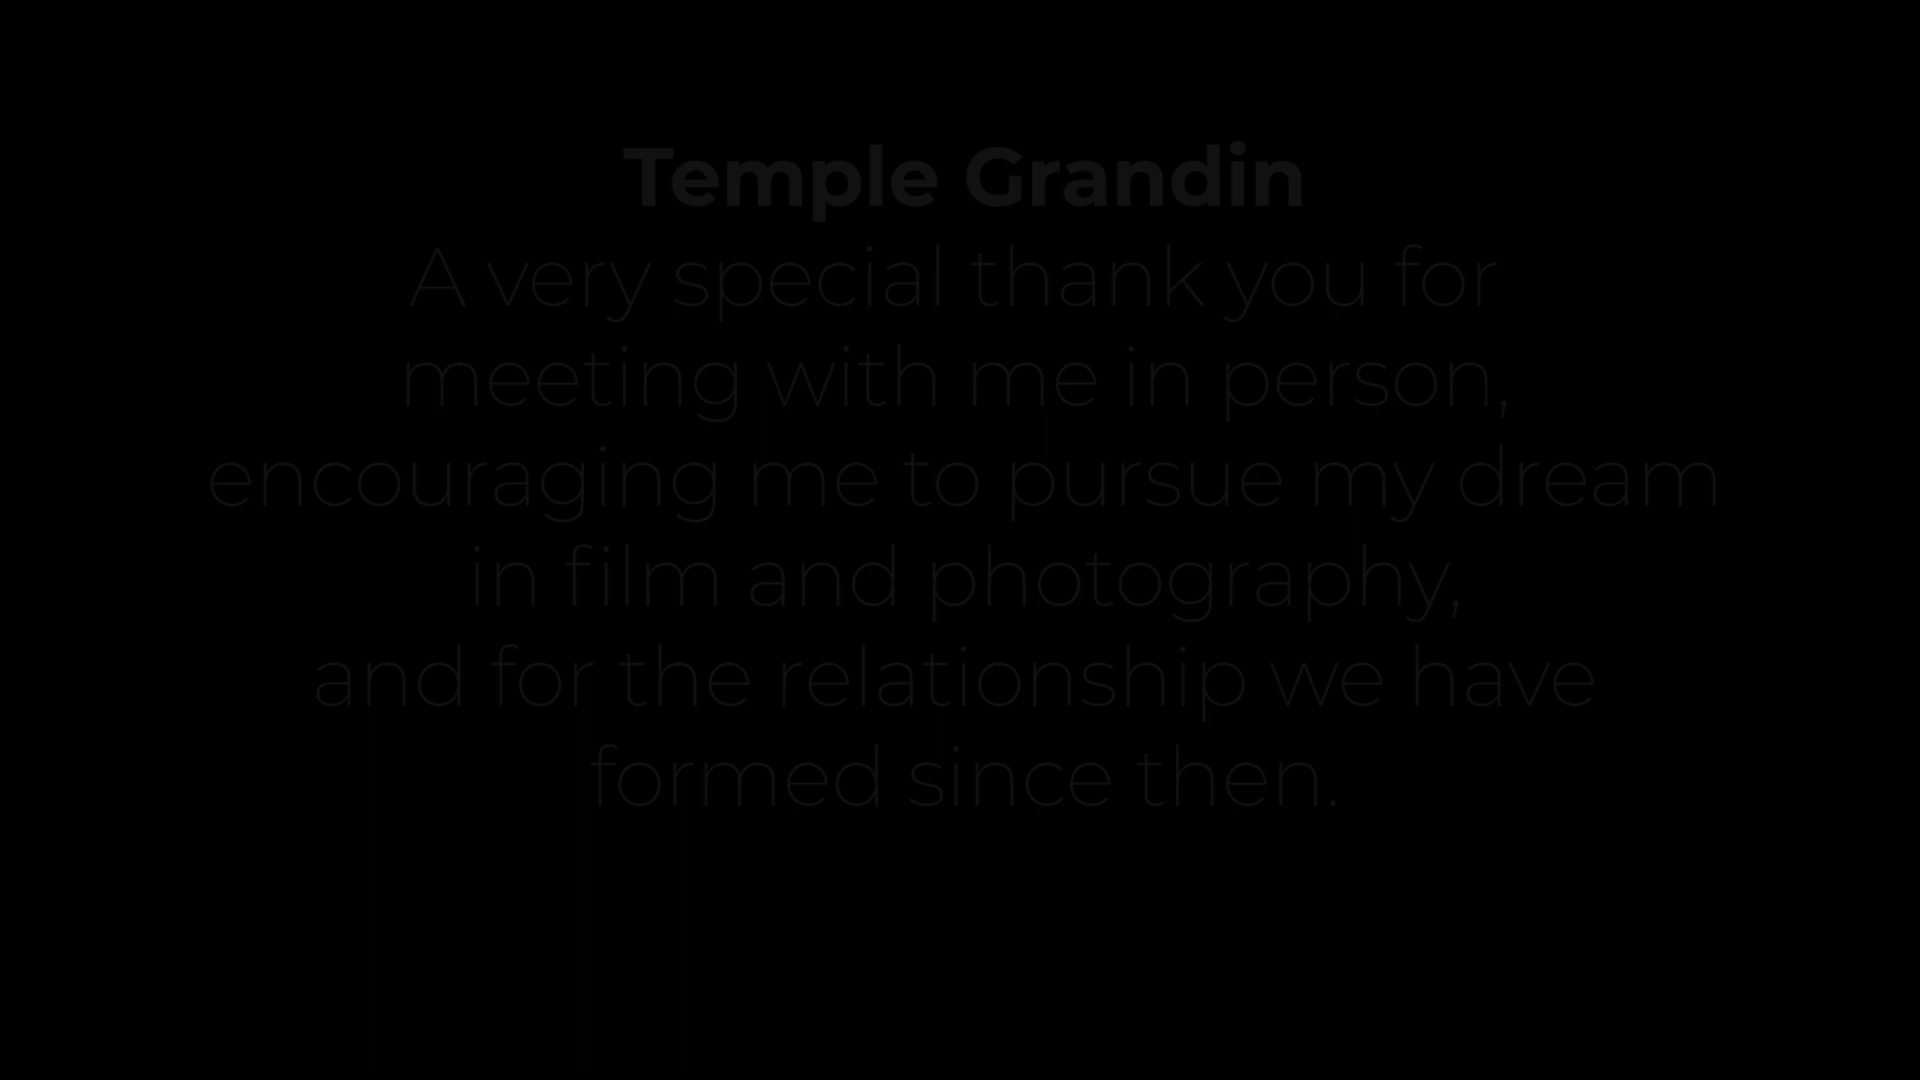 Temple Grandin
A very special thank you for
meeting with me in person,
encouraging me to pursue my dream
in film and photography,
and for the relationship we have
formed since then.